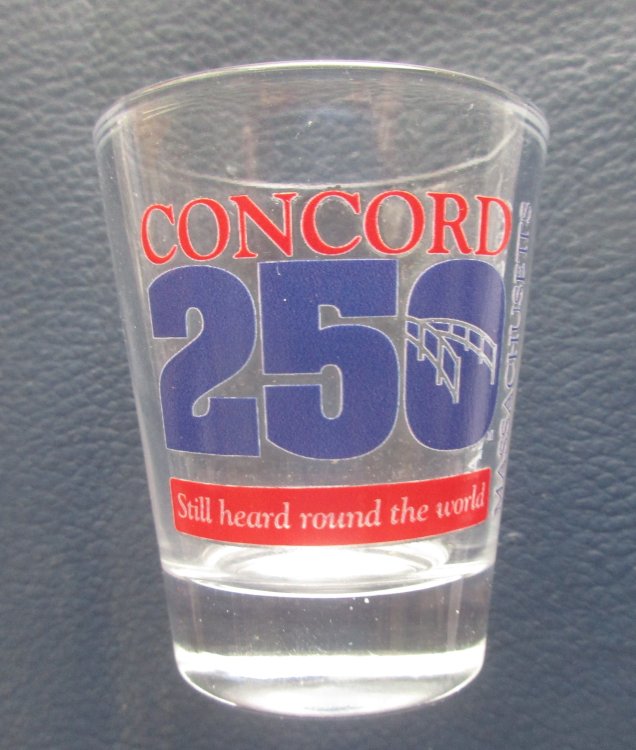 CONCORD
250
Still heard round the world
MASSACHUSETTS